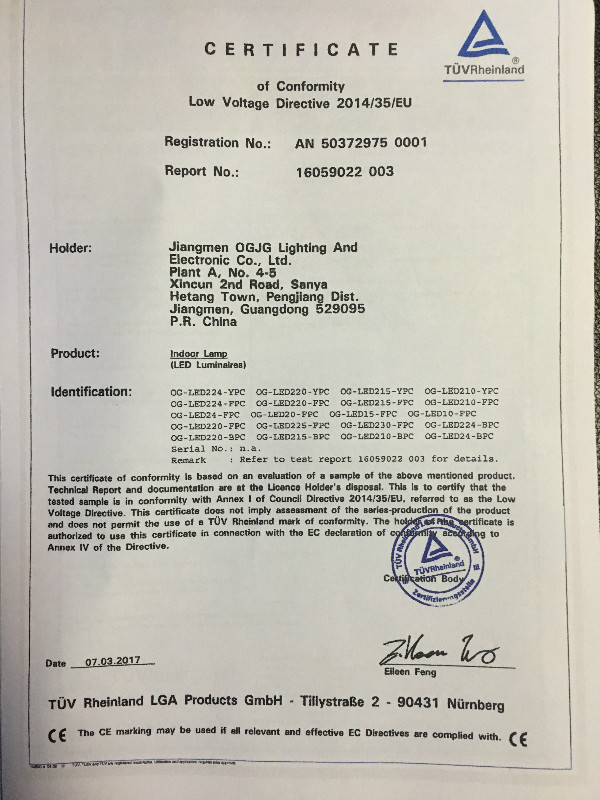 CERTIFICATE
TÜVRheinland®
of Conformity
Low Voltage Directive 2014/35/EU
Registration No.: AN 50372975 0001
Report No.: 16059022 003
Holder: Jiangmen OGJG Lighting And
Electronic Co., Ltd.
Plant A, No. 4-5
Xincun 2nd Road, Sanya
Hetang Town, Pengjiang Dist.
Jiangmen, Guangdong 529095
P.R. China
Product: Indoor Lamp
(LED Luminaires)
Identification: OG-LED224-YPC OG-LED220-YPC OG-LED215-YPC OG-LED210-YPC
OG-LED224-FPC OG-LED220-FPC OG-LED215-FPC OG-LED210-FPC
OG-LED24-FPC OG-LED20-FPC OG-LED15-FPC OG-LED10-FPC
OG-LED220-PFC OG-LED225-FPC OG-LED230-FPC OG-LED224-BPC
OG-LED220-BPC OG-LED215-BPC OG-LED210-BPC OG-LED24-BPC
Serial No.: n.a.
Remark : Refer to test report 16059022 003 for details.
This certificate of conformity is based on an evaluation of a sample of the above mentioned product.
Technical Report and documentation are at the Licence Holder's disposal. This is to certify that the
tested sample is in conformity with Annex I of Council Directive 2014/35/EU, referred to as the Low
Voltage Directive. This certificate does not imply assessment of the series-production of the product
and does not permit the use of a TÜV Rheinland mark of conformity. The holder of the certificate is
authorized to use this certificate in connection with the EC declaration of conformity according to
Annex IV of the Directive.
TÜVRheinland
Certification Body
Zertifizierungsstelle
Date 07.03.2017
Eileen Feng
TÜV Rheinland LGA Products GmbH - Tillystraße 2 - 90431 Nürnberg
CE The CE marking may be used if all relevant and effective EC Directives are complied with. CE